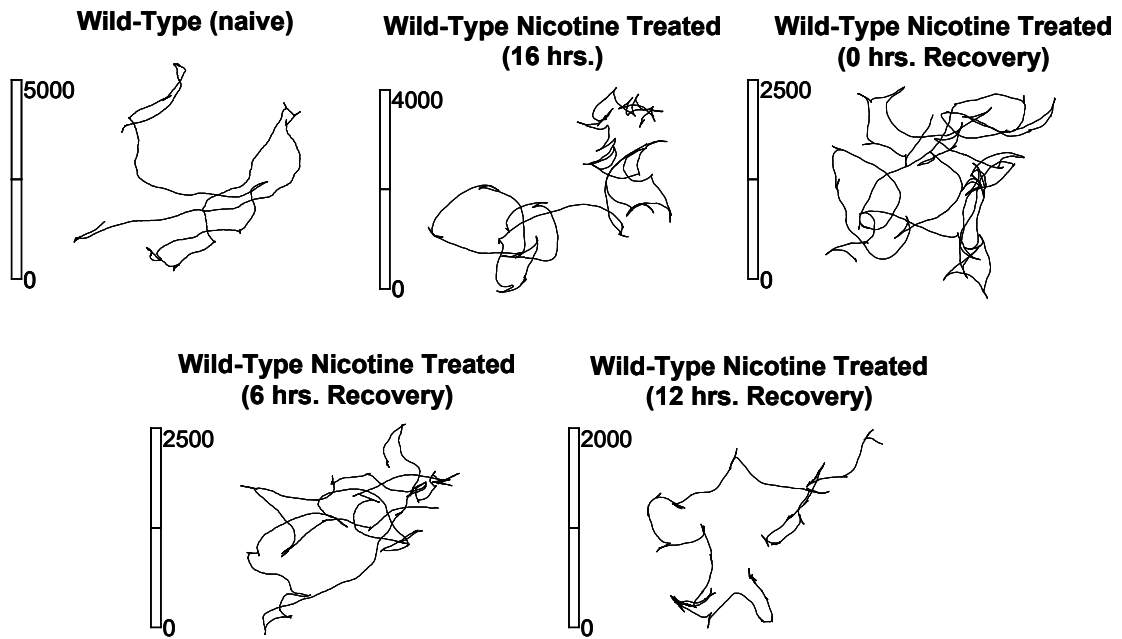 Wild-Type (naive)
5000
0
Wild-Type Nicotine Treated
(16 hrs.)
4000
0
Wild-Type Nicotine Treated
(0 hrs. Recovery)
2500
0
Wild-Type Nicotine Treated
(6 hrs. Recovery)
2500
0
Wild-Type Nicotine Treated
(12 hrs. Recovery)
2000
0